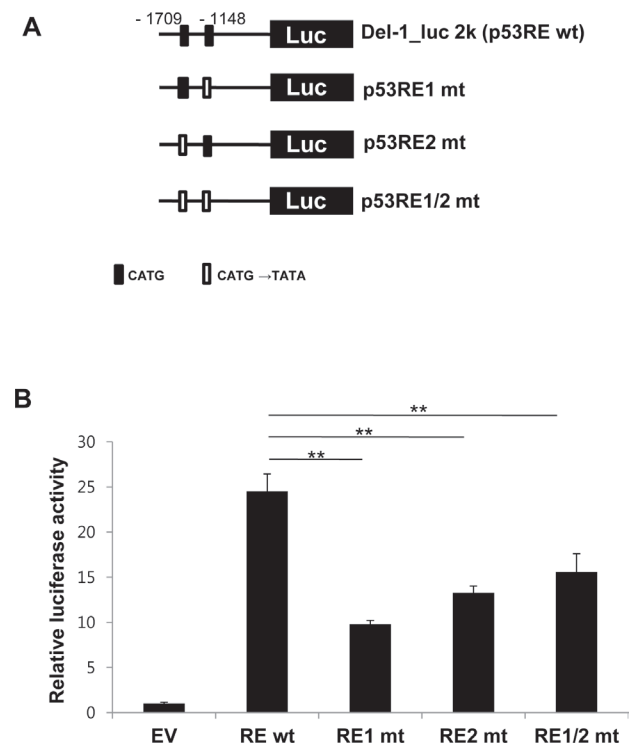 A
- 1709 - 1148
Luc Del-1_luc 2k (p53RE wt)
Luc p53RE1 mt
Luc p53RE2 mt
Luc p53RE1/2 mt
CATG CATG →TATA
B
**
**
**
Relative luciferase activity
30
25
20
15
10
5
0
EV RE wt RE1 mt RE2 mt RE1/2 mt